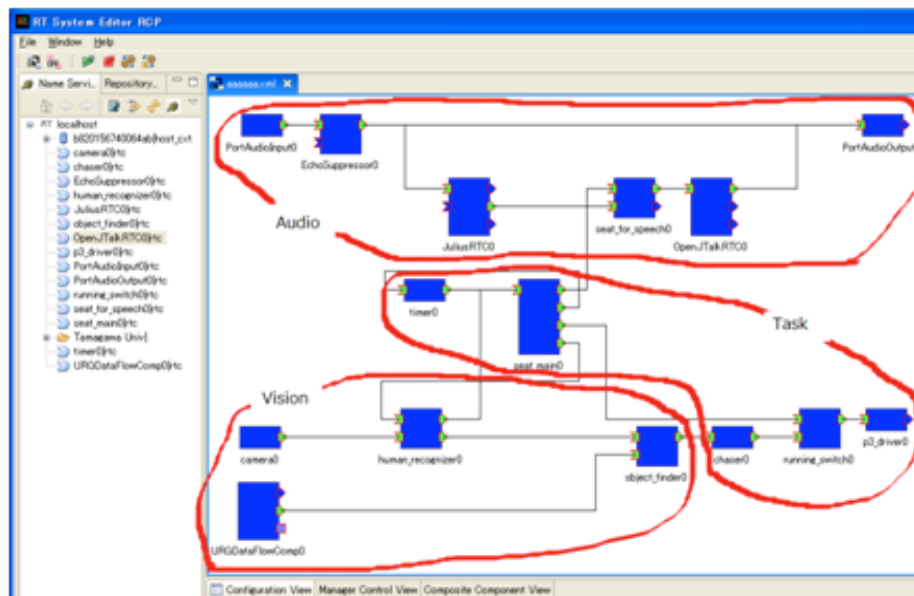 RT System Editor RCP
File Window Help
Name Servi.. Repository..
aaaaaa.xml
RT localhost
camera0|rtc
chaser0|rtc
EchoSuppressor0|rtc
human_recognizer0|rtc
JuliusRTC0|rtc
object_finder0|rtc
OpenJTalkRTC0|rtc
p3_driver0|rtc
PortAudioInput0|rtc
PortAudioOutput0|rtc
running_switch0|rtc
seat_for_speech0|rtc
seat_main0|rtc
Tamagawa Univ|
timer0|rtc
URGDataFlowComp0|rtc
PortAudioInput0
EchoSuppressor0
PortAudioOutput
Audio
JuliusRTC0
seat_for_speech0
OpenJTalkRTC0
timer0
seat_main0
Task
Vision
camera0
human_recognizer0
object_finder0
chaser0
running_switch0
p3_driver0
URGDataFlowComp0
Configuration View Manager Control View Composite Component View